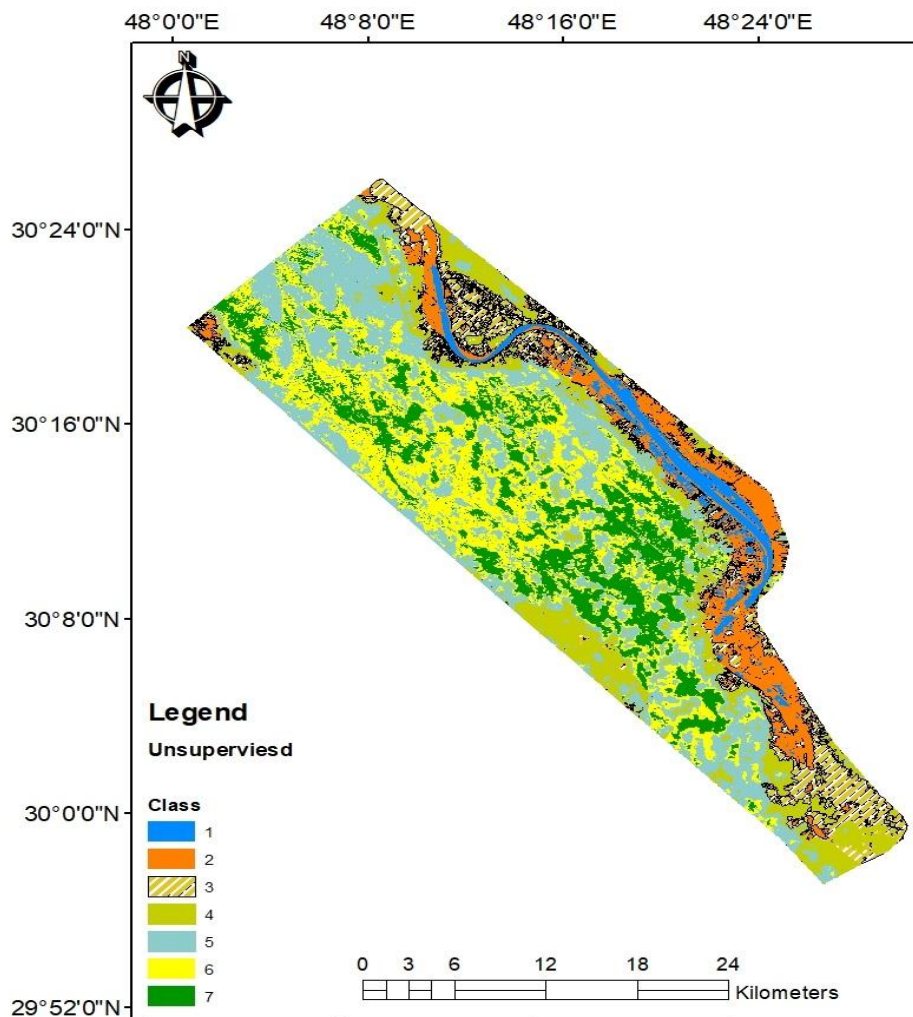 48°0'0"E 48°8'0"E 48°16'0"E 48°24'0"E
N
30°24'0"N
30°16'0"N
30°8'0"N
30°0'0"N
29°52'0"N
Legend
Unsuperviesd
Class
1
2
3
4
5
6
7
0 3 6 12 18 24
Kilometers